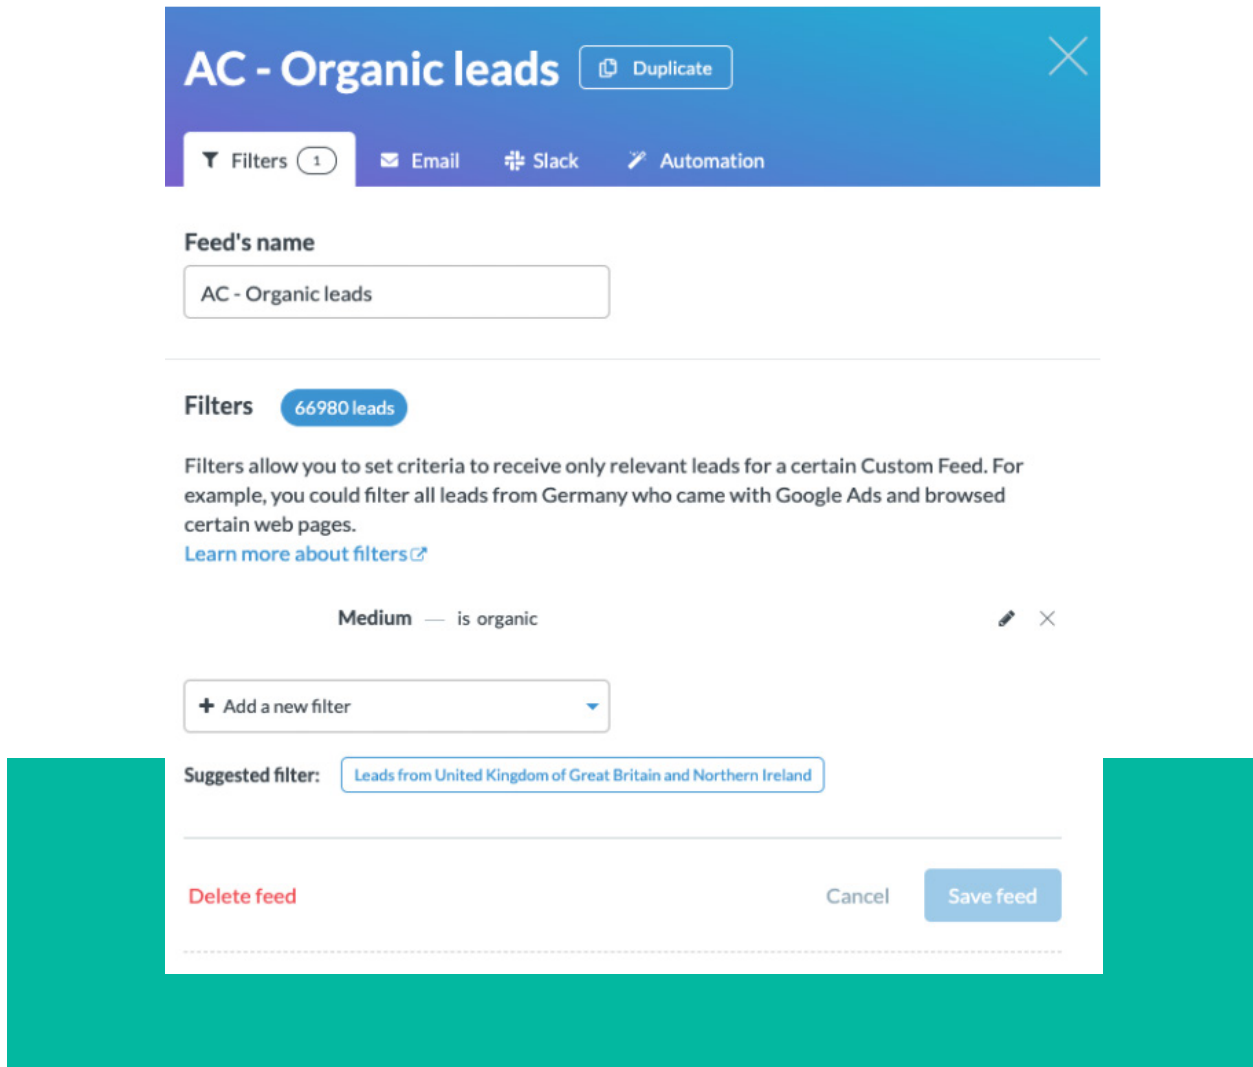 AC - Organic leads
Duplicate
Filters 1 Email Slack Automation
Feed's name
AC - Organic leads
Filters 66980 leads
Filters allow you to set criteria to receive only relevant leads for a certain Custom Feed. For
example, you could filter all leads from Germany who came with Google Ads and browsed
certain web pages.
Learn more about filters
Medium — is organic
Add a new filter
Suggested filter: Leads from United Kingdom of Great Britain and Northern Ireland
Delete feed
Cancel
Save feed